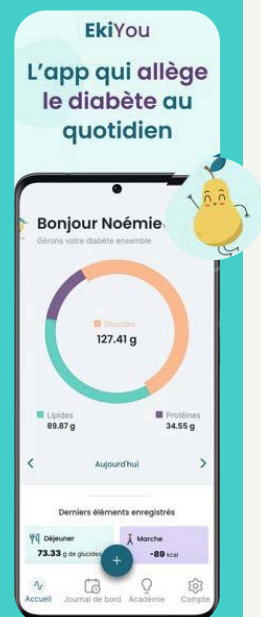 EkiYou
L'app qui allège
le diabète au
quotidien
Bonjour Noémie
Gérons votre diabète ensemble
Glucides
127.41 g
Lipides
89.87 g
Protéines
34.55 g
Aujourd'hui
Derniers éléments enregistrés
Déjeuner
73.33 g de glucides
Marche
-89 kcal
+
Accueil
Journal de bord
Académie
Compte